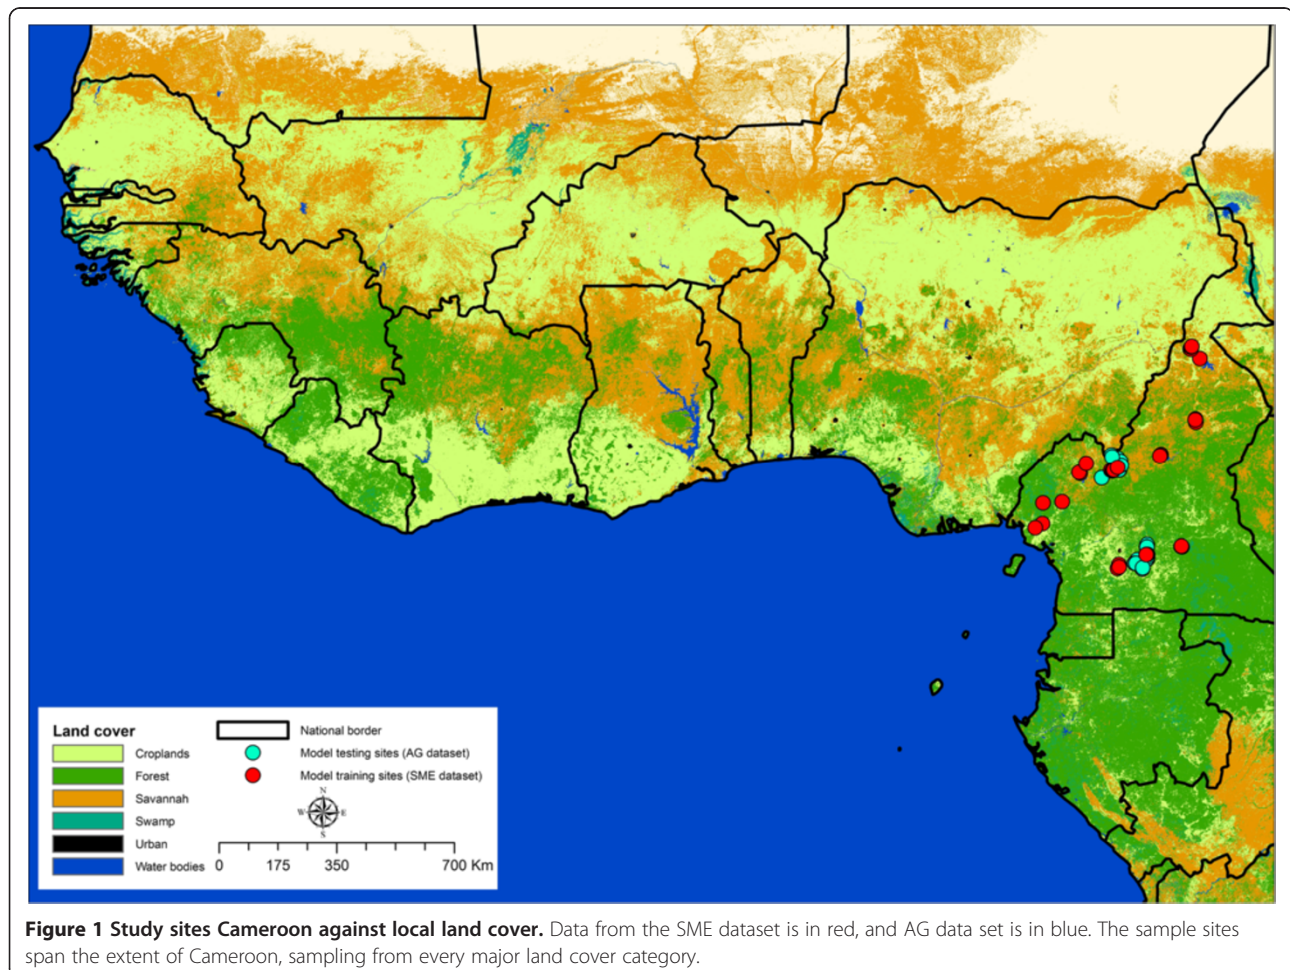 Land cover
Croplands
Forest
Savannah
Swamp
Urban
Water bodies
National border
Model testing sites (AG dataset)
Model training sites (SME dataset)
N
W E
S
0 175 350 700 Km
Figure 1 Study sites Cameroon against local land cover. Data from the SME dataset is in red, and AG data set is in blue. The sample sites
span the extent of Cameroon, sampling from every major land cover category.